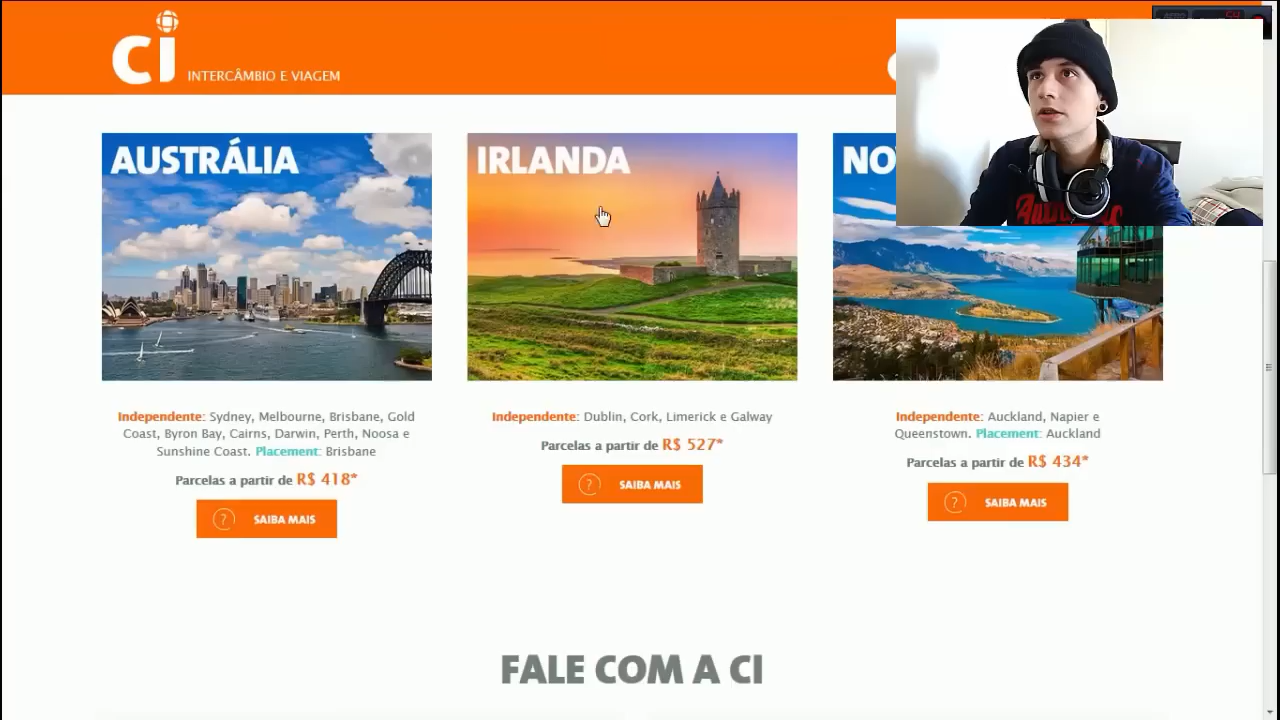 ci
INTERCÂMBIO E VIAGEM
AUSTRÁLIA
IRLANDA
NO
Independente: Sydney, Melbourne, Brisbane, Gold
Coast, Byron Bay, Cairns, Darwin, Perth, Noosa e
Sunshine Coast. Placement: Brisbane
Parcelas a partir de R$ 418*
? SAIBA MAIS
Independente: Dublin, Cork, Limerick e Galway
Parcelas a partir de R$ 527*
? SAIBA MAIS
Independente: Auckland, Napier e
Queenstown. Placement: Auckland
Parcelas a partir de R$ 434*
? SAIBA MAIS
FALE COM A CI